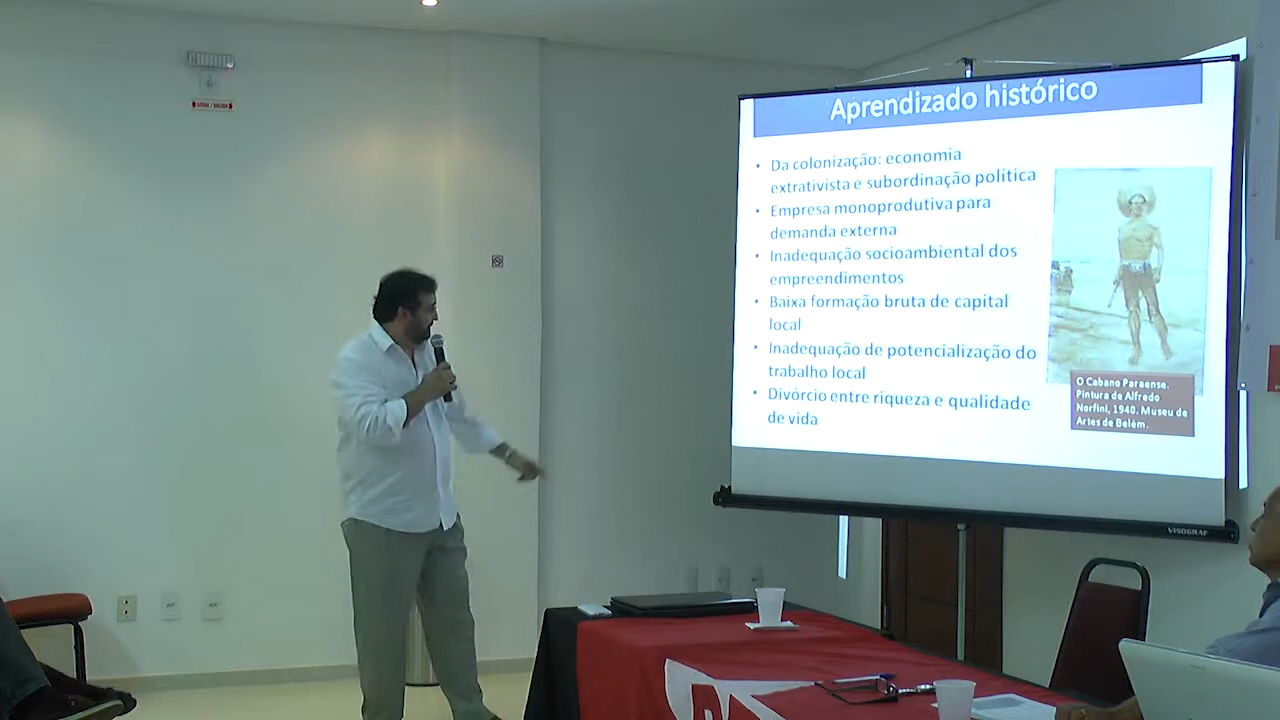 Aprendizado histórico
• Da colonização: economia
extrativista e subordinação política
• Empresa monoprodutiva para
demanda externa
• Inadequação socioambiental dos
empreendimentos
• Baixa formação bruta de capital
local
• Inadequação de potencialização do
trabalho local
• Divórcio entre riqueza e qualidade
de vida
O Cabano Paraense.
Pintura de Alfredo
Norfini, 1940. Museu de
Artes de Belém.
VISOGRAF